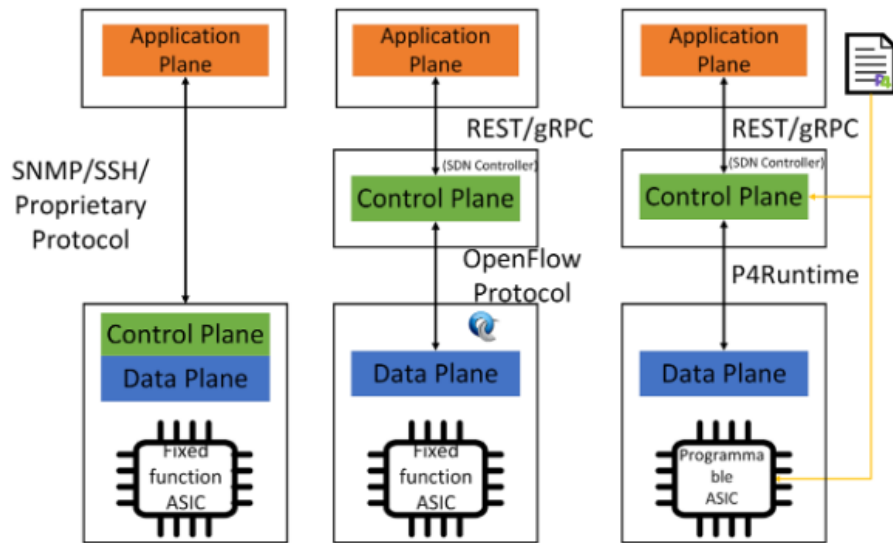 Application
Plane
SNMP/SSH/
Proprietary
Protocol
Control Plane
Data Plane
Fixed
function
ASIC
Application
Plane
REST/gRPC
(SDN Controller)
Control Plane
OpenFlow
Protocol
Data Plane
Fixed
function
ASIC
Application
Plane
REST/gRPC
(SDN Controller)
Control Plane
P4Runtime
Data Plane
Programma
ble
ASIC
P4